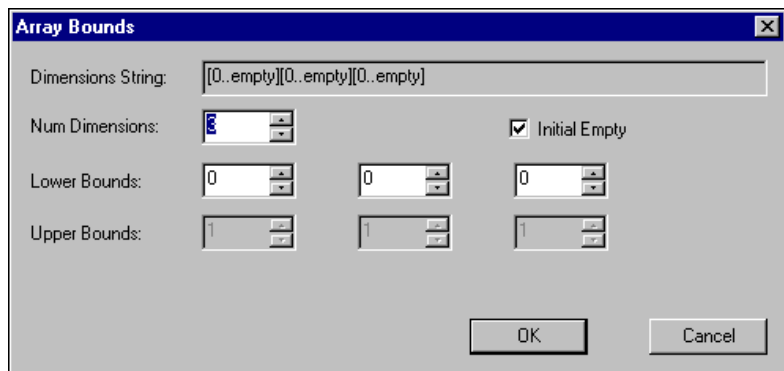 Array Bounds
Dimensions String: [0..empty][0..empty][0..empty]
Num Dimensions: 3 Initial Empty
Lower Bounds: 0 0 0
Upper Bounds: 1 1 1
OK Cancel